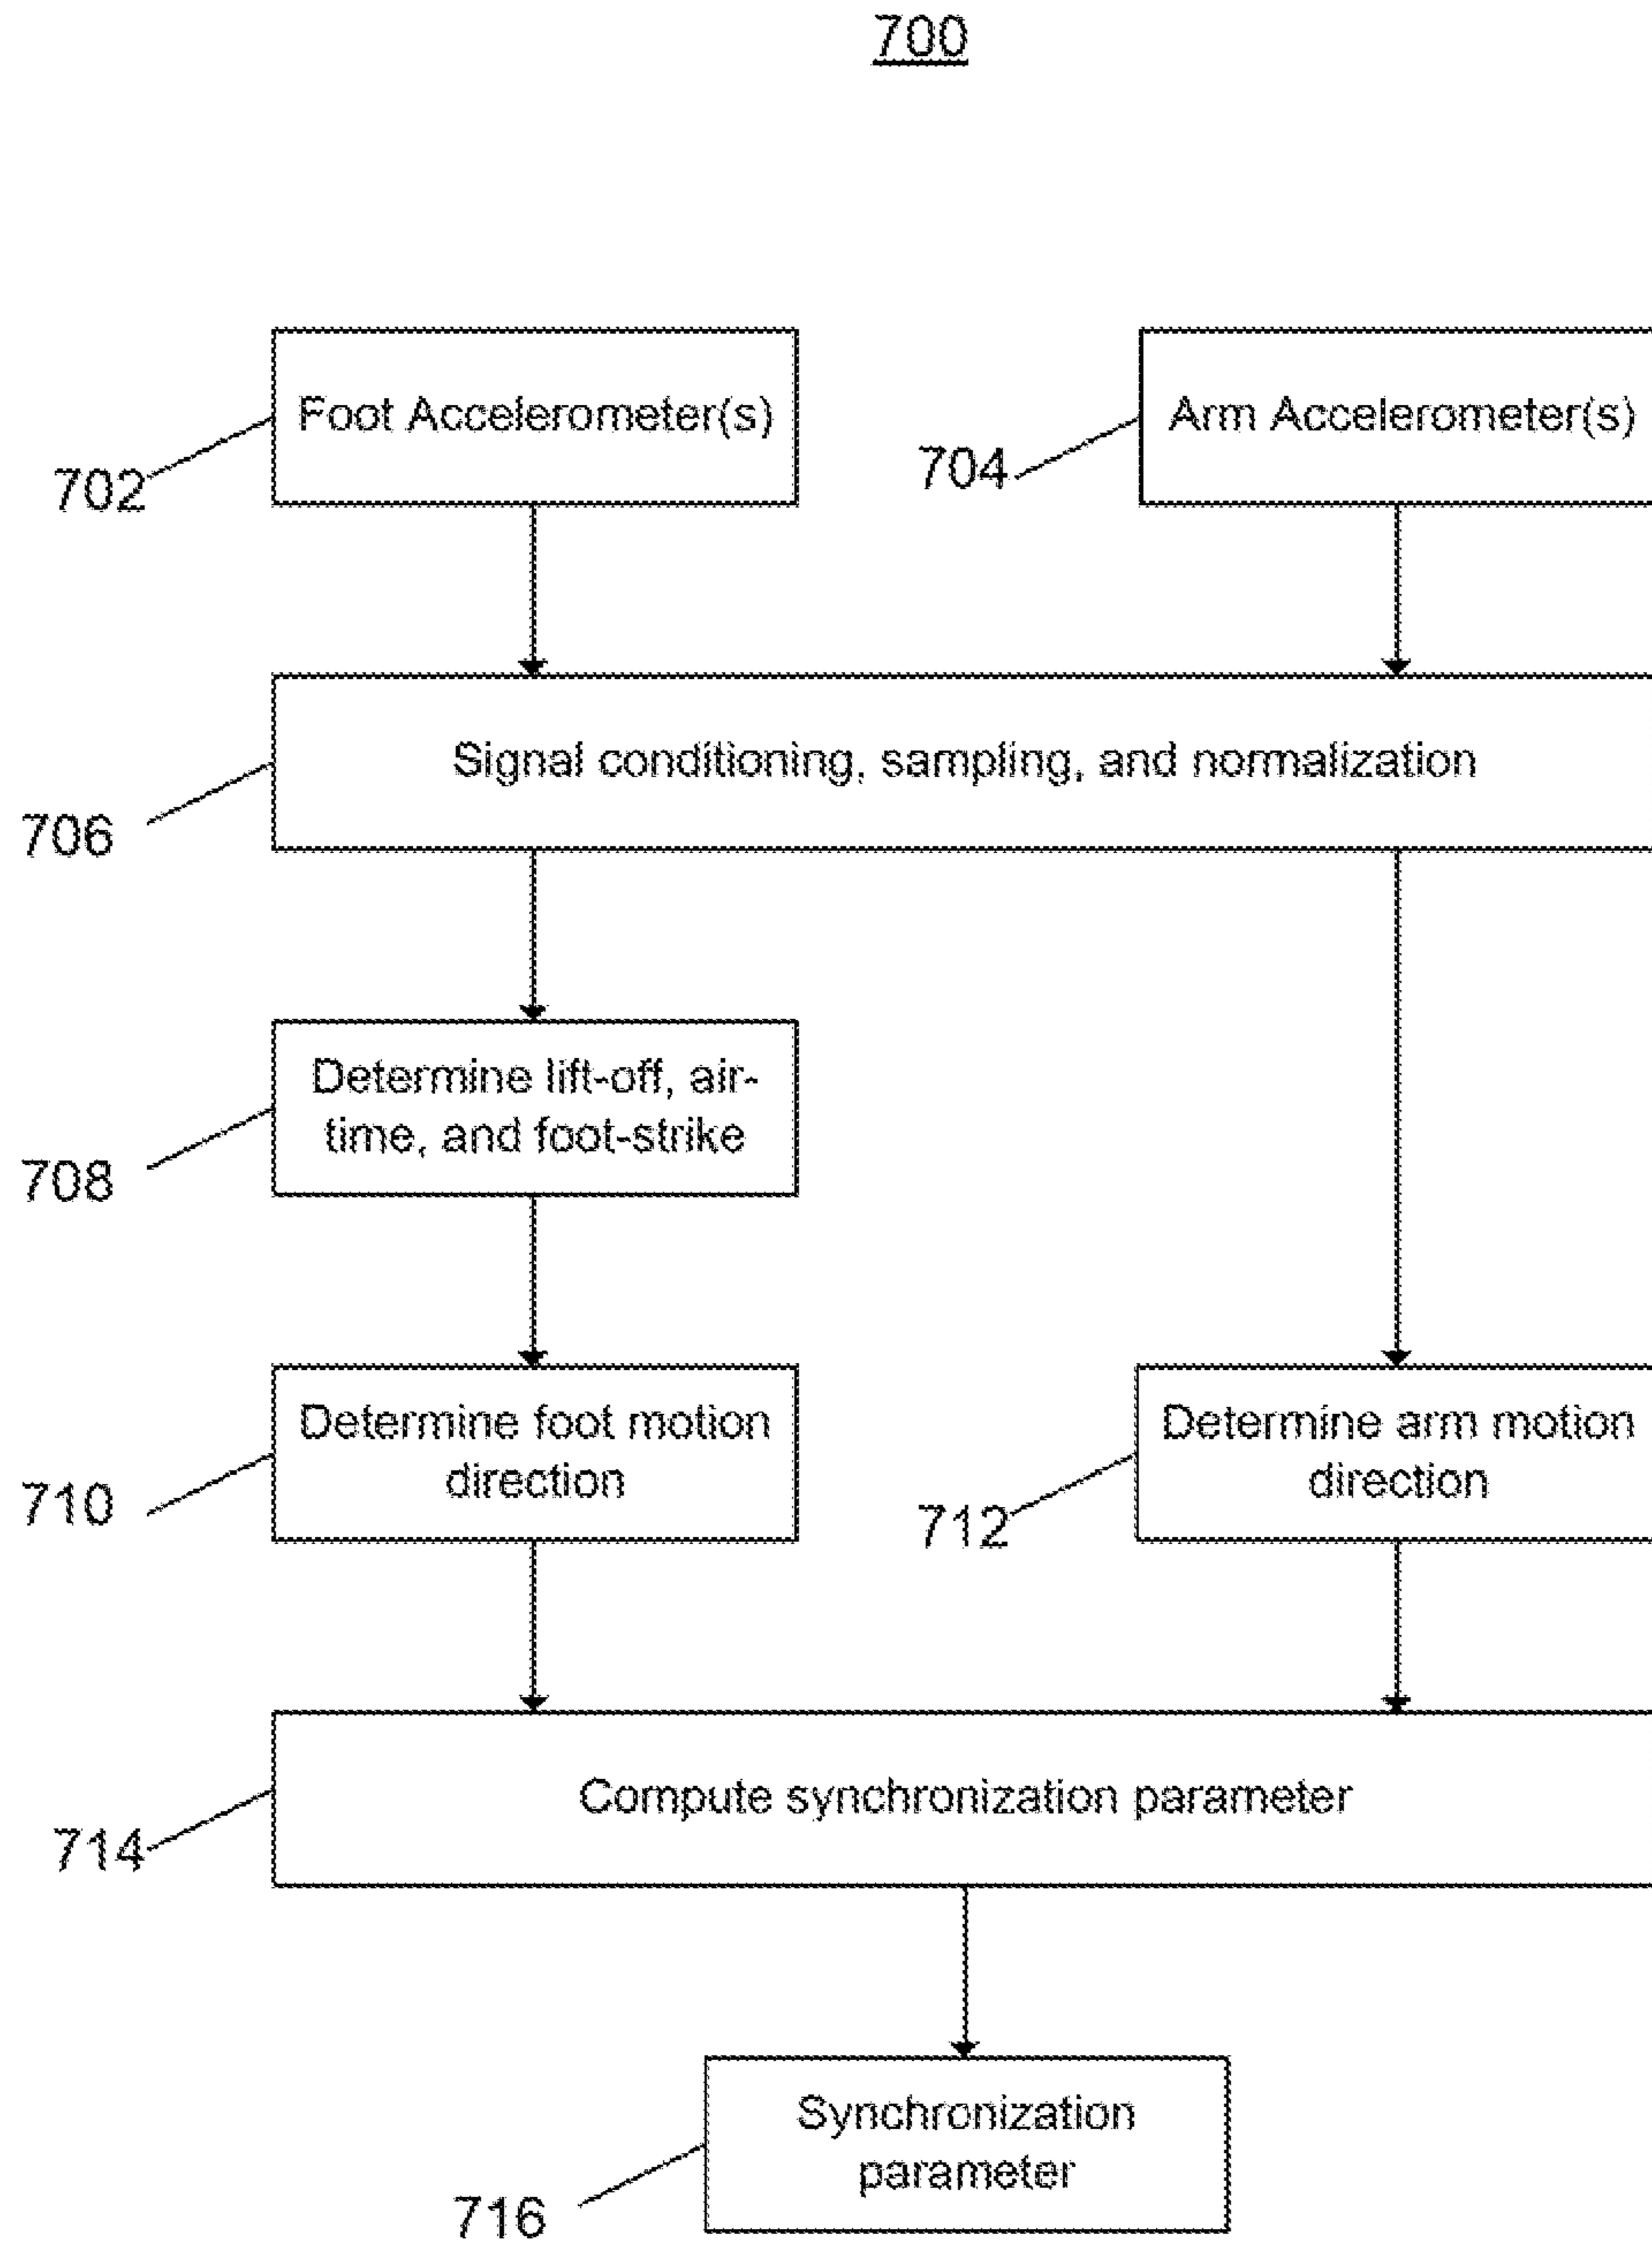 700
Foot Accelerometer(s)
Arm Accelerometer(s)
702
704
Signal conditioning, sampling, and normalization
706
Determine lift-off, air-
time, and foot-strike
708
Determine foot motion
direction
Determine arm motion
direction
710
712
Compute synchronization parameter
714
Synchronization
parameter
716